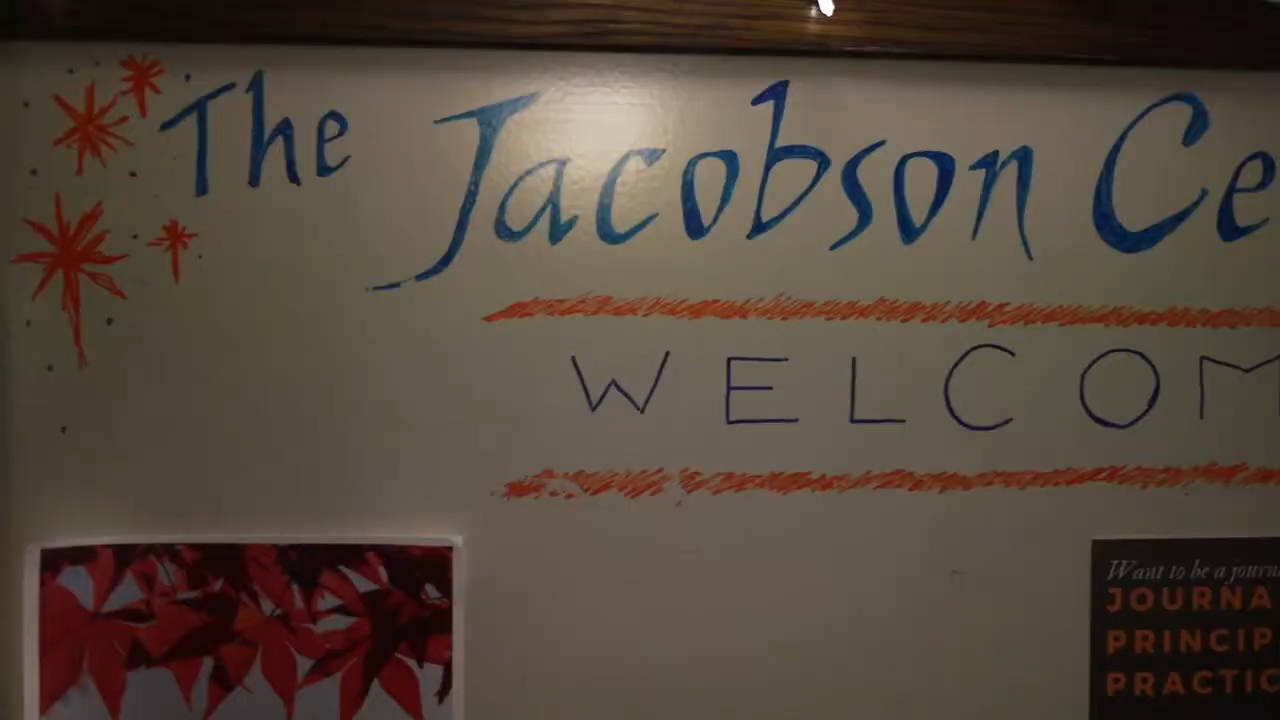 The Jacobson Ce
WELCOM
Want to be a journ
JOURNA
PRINCIP
PRACTIC